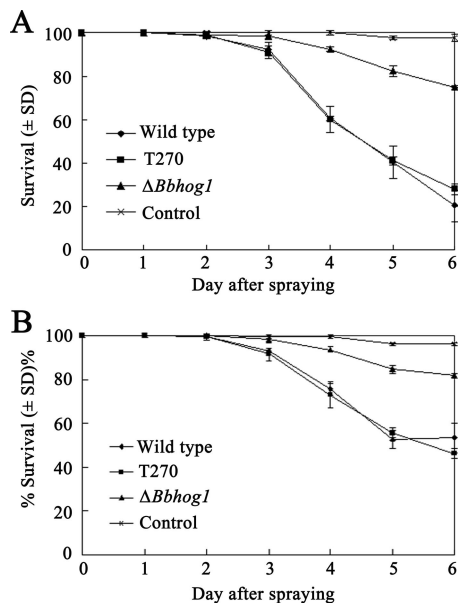 A
Survival (± SD)
100
80
60
40
20
0
Wild type
T270
ΔBbhog1
Control
0 1 2 3 4 5 6
Day after spraying
B
% Survival (± SD)%
100
80
60
40
20
0
Wild type
T270
ΔBbhog1
Control
0 1 2 3 4 5 6
Day after spraying